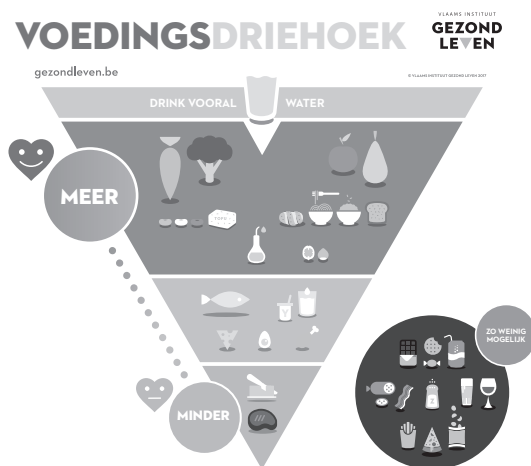 VOEDINGSDRIEHOEK
VLAAMS INSTITUUT
GEZOND
LEVEN
gezondleven.be
© VLAAMS INSTITUUT GEZOND LEVEN 2017
DRINK VOORAL WATER
MEER
TOFU
Y
ZO WEINIG
MOGELIJK
MINDER
Z